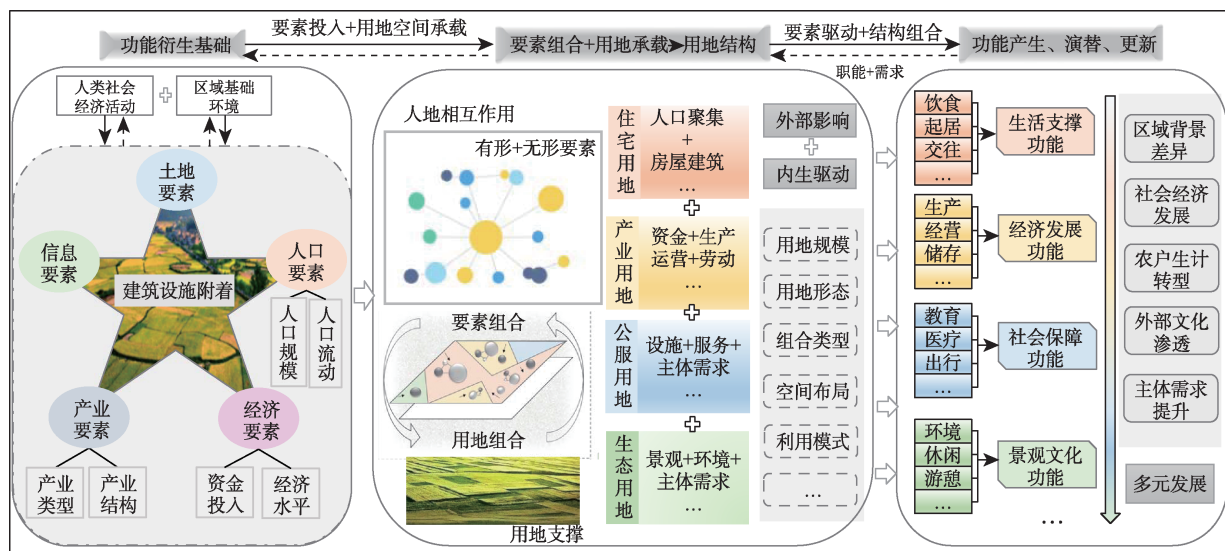 功能衍生基础
要素投入+用地空间承载
要素组合+用地承载
用地结构
要素驱动+结构组合
功能产生、演替、更新
职能+需求
人类社会
经济活动
+
区域基础
环境
土地
要素
信息
要素
人口
要素
建筑设施附着
人口规模
人口流动
产业
要素
经济
要素
产业
类型
产业
结构
资金
投入
经济
水平
人地相互作用
有形+无形要素
要素组合
用地组合
用地支撑
住宅用地
人口聚集
+
房屋建筑
…
+
产业用地
资金+生产
运营+劳动
…
+
公服用地
设施+服务+
主体需求
…
+
生态用地
景观+环境+
主体需求
…
外部影响
+
内生驱动
用地规模
用地形态
组合类型
空间布局
利用模式
…
饮食
起居
交往
…
生活支撑
功能
生产
经营
储存
…
经济发展
功能
教育
医疗
出行
…
社会保障
功能
环境
休闲
游憩
…
景观文化
功能
…
区域背景
差异
社会经济
发展
农户生计
转型
外部文化
渗透
主体需求
提升
多元发展